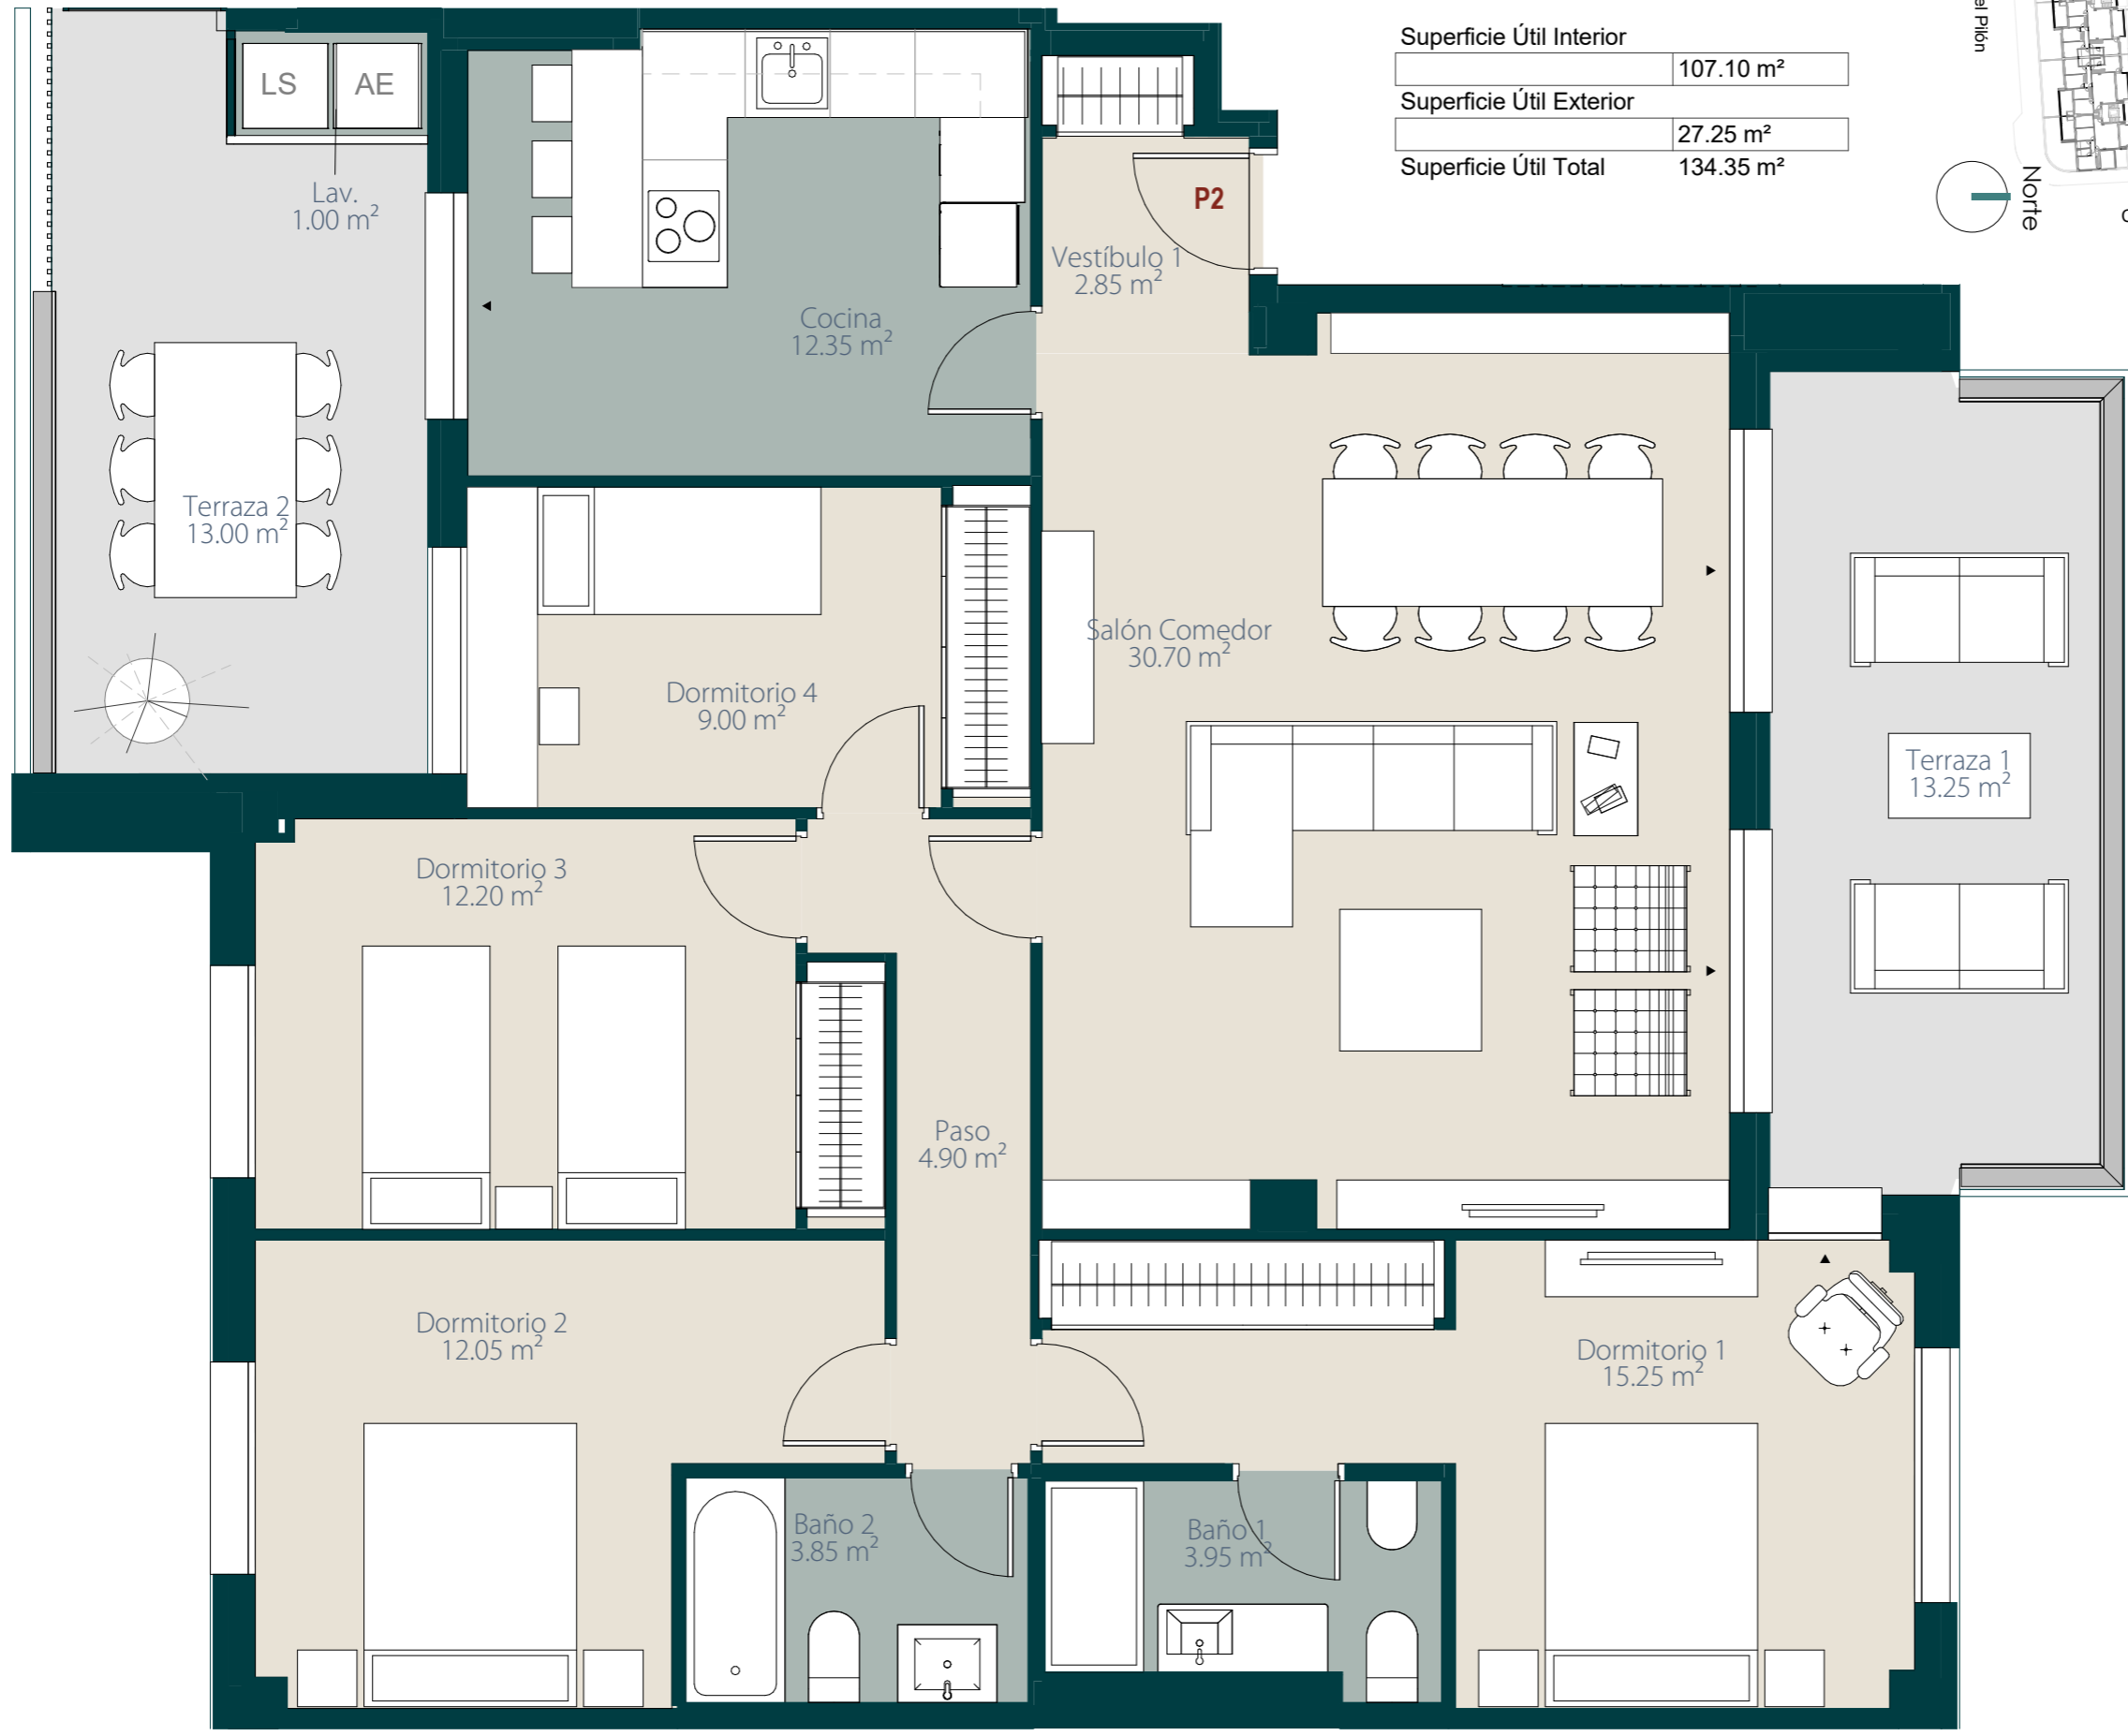 Superficie Útil Interior
107.10 m²
Superficie Útil Exterior
27.25 m²
Superficie Útil Total 134.35 m²
el Pilón
Norte
LS AE
Lav.
1.00 m²
P2
Vestíbulo 1
2.85 m²
Cocina
12.35 m²
Terraza 2
13.00 m²
Salón Comedor
30.70 m²
Dormitorio 4
9.00 m²
Terraza 1
13.25 m²
Dormitorio 3
12.20 m²
Paso
4.90 m²
Dormitorio 2
12.05 m²
Dormitorio 1
15.25 m²
Baño 2
3.85 m²
Baño 1
3.95 m²